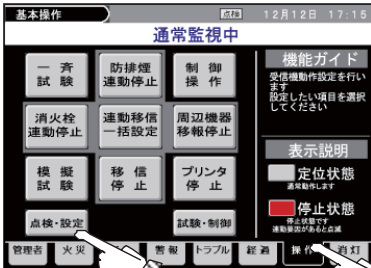 基本操作
点検
12月12日 17:15
通常監視中
一斉
試験
防排煙
連動停止
制御
操作
消火栓
連動停止
連動移信
一括設定
周辺機器
移報停止
模擬
試験
移信
停止
プリンタ
停止
点検・設定
試験・制御
機能ガイド
受信機動作設定を行い
ます
設定したい項目を選択
してください
表示説明
定位状態
通常動作します
停止状態
停止状態です
連動要因があると点滅
管理者
火災
警報
トラブル
経過
操作
消灯